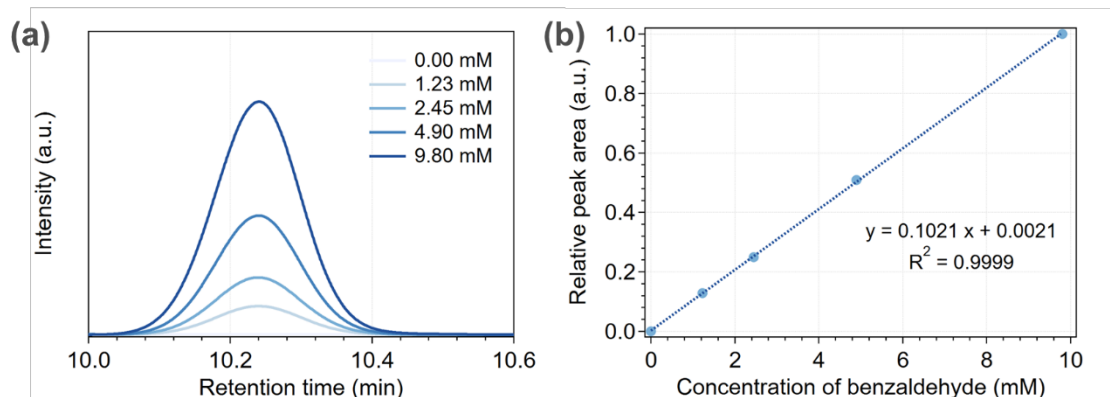 (a)
Intensity (a.u.)
0.00 mM
1.23 mM
2.45 mM
4.90 mM
9.80 mM
10.0 10.2 10.4 10.6
Retention time (min)
(b)
Relative peak area (a.u.)
1.0
0.8
0.6
0.4
0.2
0.0
y = 0.1021 x + 0.0021
R² = 0.9999
0 2 4 6 8 10
Concentration of benzaldehyde (mM)